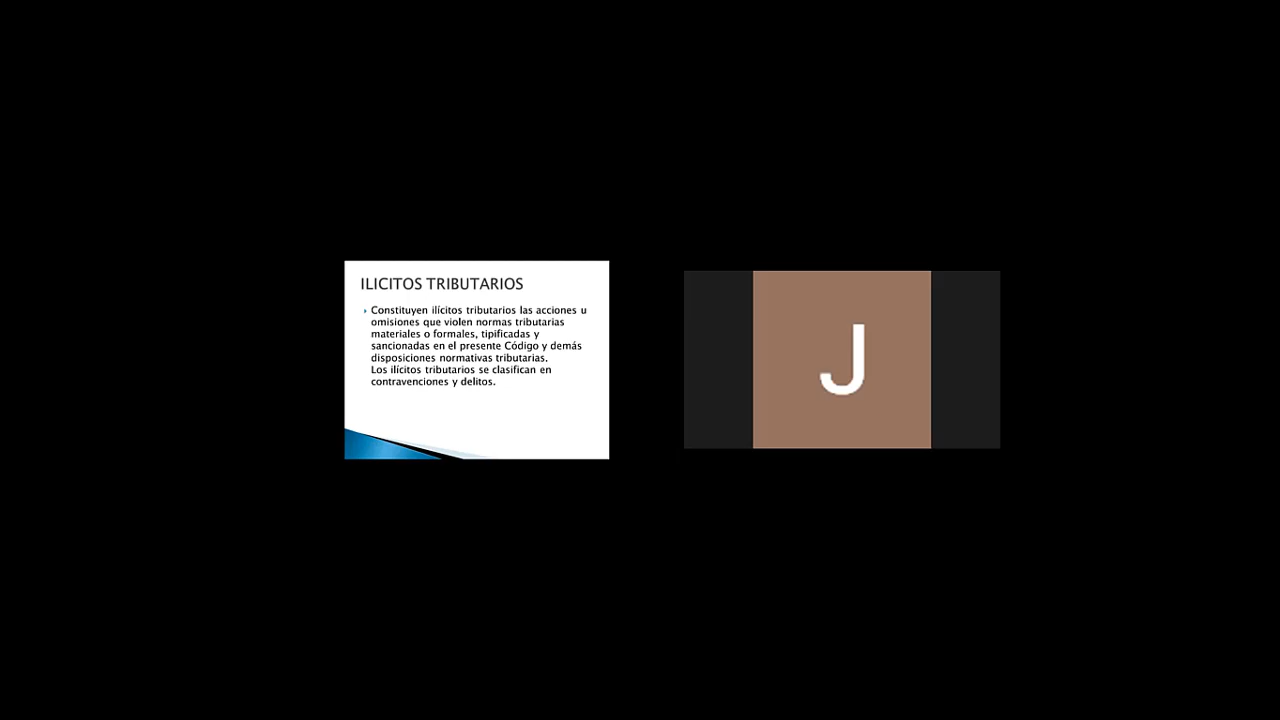 ILICITOS TRIBUTARIOS
Constituyen ilícitos tributarios las acciones u
omisiones que violen normas tributarias
materiales o formales, tipificadas y
sancionadas en el presente Código y demás
disposiciones normativas tributarias.
Los ilícitos tributarios se clasifican en
contravenciones y delitos.
J